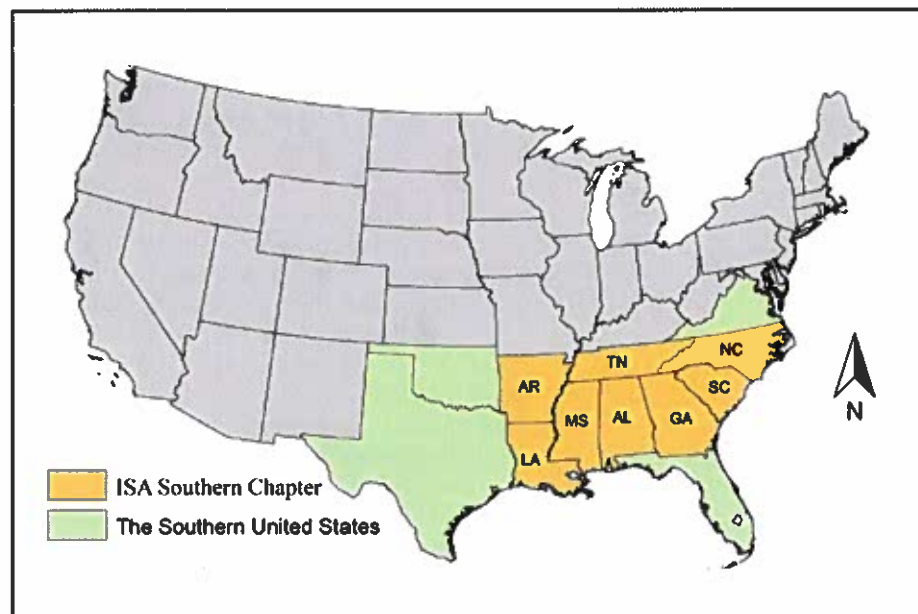 NC
TN
AR
SC
MS
AL
GA
LA
N
ISA Southern Chapter
The Southern United States